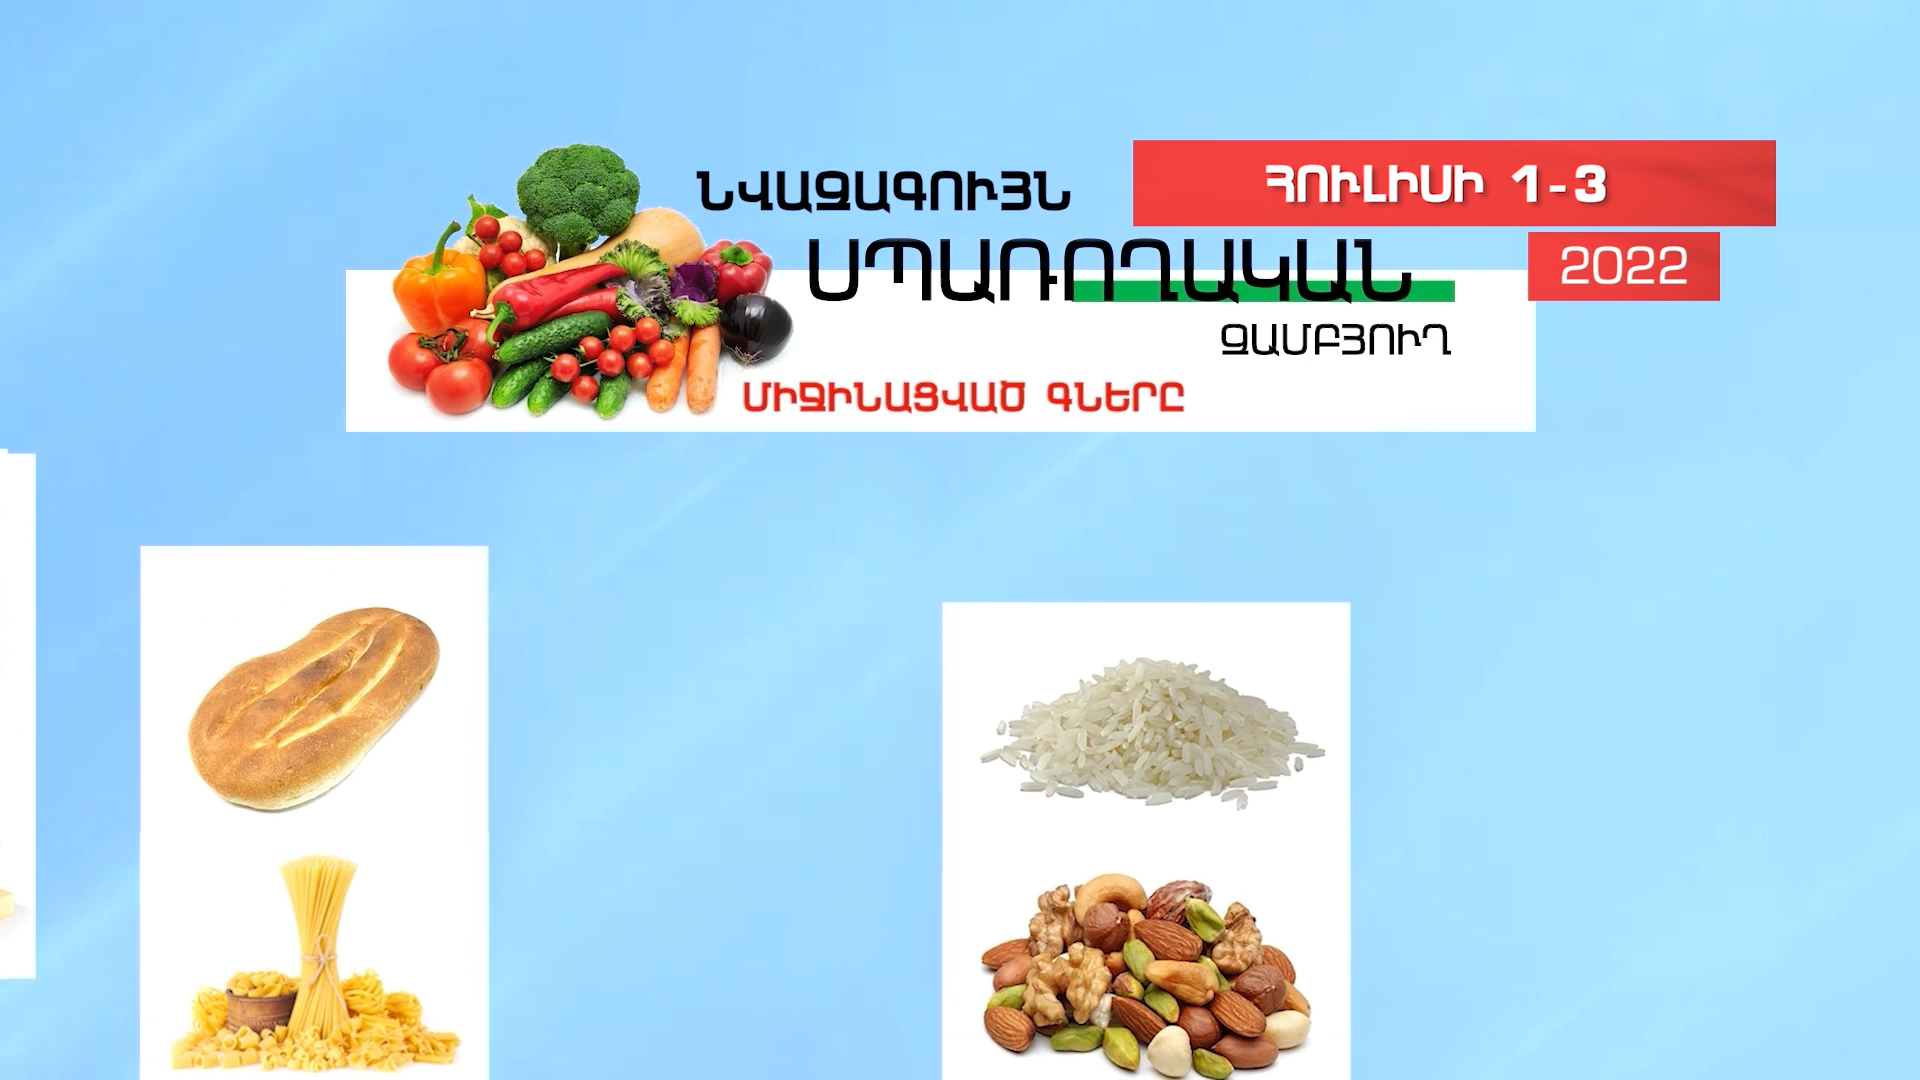 ՆՎԱԶԱԳՈՒՅՆ
ՀՈՒԼԻՍԻ 1-3
ՍՊԱՌՈՂԱԿԱՆ
2022
ԶԱՄԲՅՈՒՂ
ՄԻՋԻՆԱՑՎԱԾ ԳՆԵՐԸ